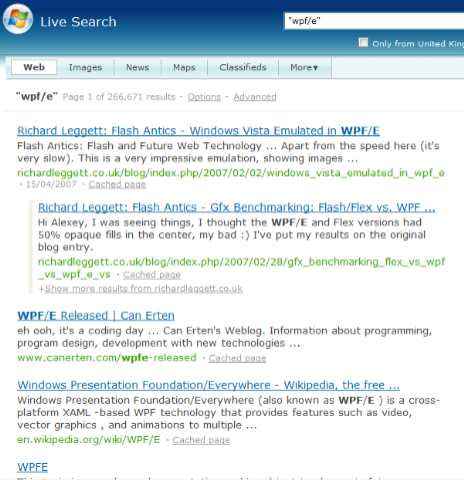 Live Search
"wpf/e"
Only from United King
Web Images News Maps Classifieds More▾
"wpf/e" Page 1 of 266,671 results · Options · Advanced
Richard Leggett: Flash Antics - Windows Vista Emulated in WPF/E
Flash Antics: Flash and Future Web Technology ... Apart from the speed here (it's
very slow). This is a very impressive emulation, showing images ...
richardleggett.co.uk/blog/index.php/2007/02/02/windows_vista_emulated_in_wpf_e
· 15/04/2007 · Cached page
Richard Leggett: Flash Antics - Gfx Benchmarking: Flash/Flex vs. WPF ...
Hi Alexey, I was seeing things, I thought the WPF/E and Flex versions had
50% opaque fills in the center, my bad :) I've put my results on the original
blog entry.
richardleggett.co.uk/blog/index.php/2007/02/28/gfx_benchmarking_flex_vs_wpf
_vs_wpf_e_vs · Cached page
+Show more results from richardleggett.co.uk
WPF/E Released | Can Erten
eh ooh, it's a coding day ... Can Erten's Weblog. Information about programming,
program design, development with new technologies ...
www.canerten.com/wpfe-released · Cached page
Windows Presentation Foundation/Everywhere - Wikipedia, the free ...
Windows Presentation Foundation/Everywhere (also known as WPF/E ) is a cross-
platform XAML -based WPF technology that provides features such as video,
vector graphics , and animations to multiple ...
en.wikipedia.org/wiki/WPF/E · Cached page
WPFE